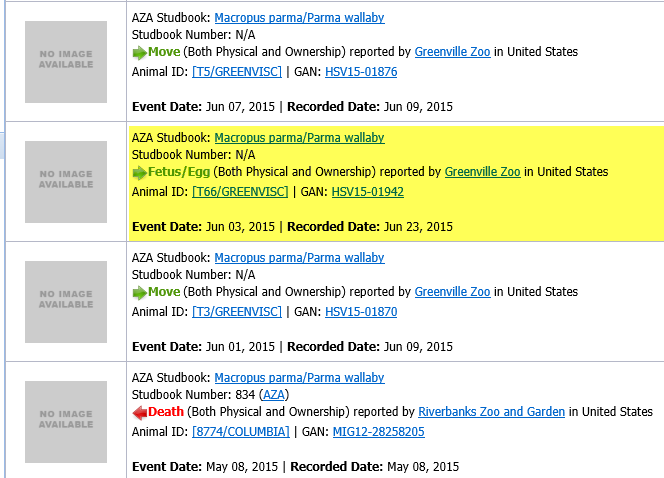 NO IMAGE
AVAILABLE
AZA Studbook: Macropus parma/Parma wallaby
Studbook Number: N/A
Move (Both Physical and Ownership) reported by Greenville Zoo in United States
Animal ID: [T5/GREENVISC] | GAN: HSV15-01876
Event Date: Jun 07, 2015 | Recorded Date: Jun 09, 2015
NO IMAGE
AVAILABLE
AZA Studbook: Macropus parma/Parma wallaby
Studbook Number: N/A
Fetus/Egg (Both Physical and Ownership) reported by Greenville Zoo in United States
Animal ID: [T66/GREENVISC] | GAN: HSV15-01942
Event Date: Jun 03, 2015 | Recorded Date: Jun 23, 2015
NO IMAGE
AVAILABLE
AZA Studbook: Macropus parma/Parma wallaby
Studbook Number: N/A
Move (Both Physical and Ownership) reported by Greenville Zoo in United States
Animal ID: [T3/GREENVISC] | GAN: HSV15-01870
Event Date: Jun 01, 2015 | Recorded Date: Jun 09, 2015
NO IMAGE
AVAILABLE
AZA Studbook: Macropus parma/Parma wallaby
Studbook Number: 834 (AZA)
Death (Both Physical and Ownership) reported by Riverbanks Zoo and Garden in United States
Animal ID: [8774/COLUMBIA] | GAN: MIG12-28258205
Event Date: May 08, 2015 | Recorded Date: May 08, 2015